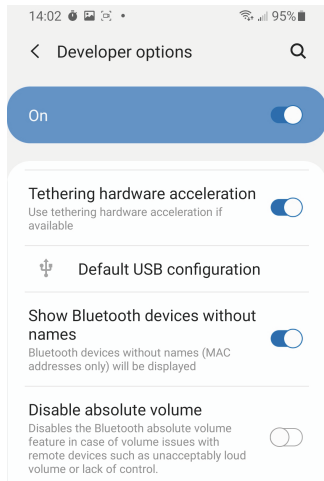 14:02 95%
Developer options
On
Tethering hardware acceleration
Use tethering hardware acceleration if
available
Default USB configuration
Show Bluetooth devices without
names
Bluetooth devices without names (MAC
addresses only) will be displayed
Disable absolute volume
Disables the Bluetooth absolute volume
feature in case of volume issues with
remote devices such as unacceptably loud
volume or lack of control.